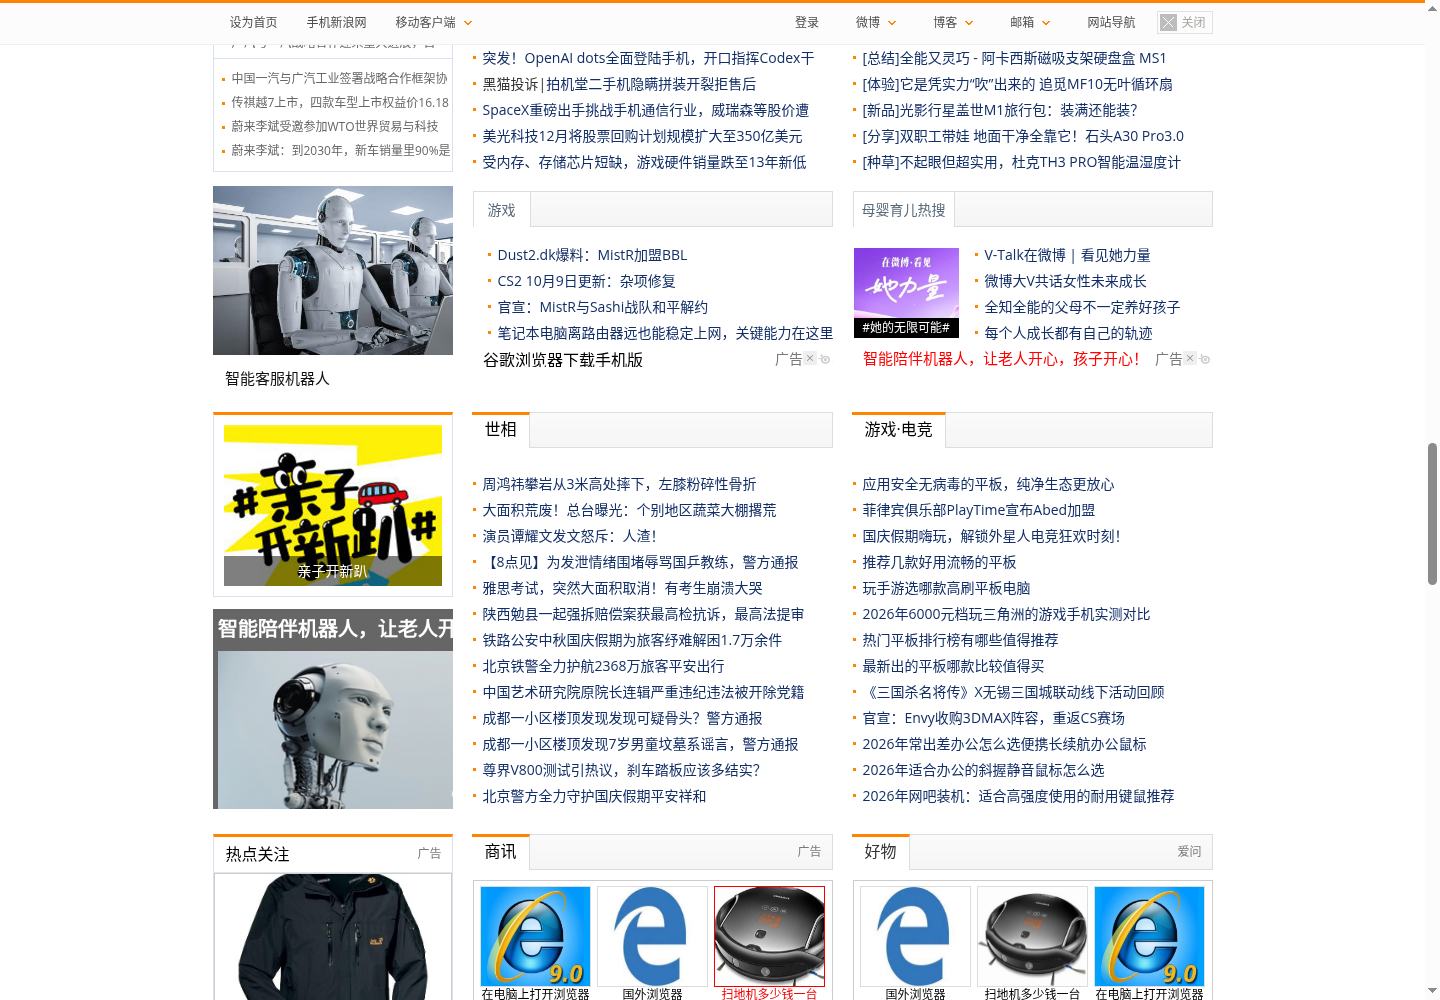 设为首页
手机新浪网
移动客户端
登录
微博
博客
邮箱
网站导航
关闭
中国一汽与广汽工业签署战略合作框架协
传祺越7上市，四款车型上市权益价16.18
蔚来李斌受邀参加WTO世界贸易与科技
蔚来李斌：到2030年，新车销量里90%是
智能客服机器人
突发！OpenAI dots全面登陆手机，开口指挥Codex干
黑猫投诉|拍机堂二手机隐瞒拼装开裂拒售后
SpaceX重磅出手挑战手机通信行业，威瑞森等股价遭
美光科技12月将股票回购计划规模扩大至350亿美元
受内存、存储芯片短缺，游戏硬件销量跌至13年新低
[总结]全能又灵巧 - 阿卡西斯磁吸支架硬盘盒 MS1
[体验]它是凭实力“吹”出来的 追觅MF10无叶循环扇
[新品]光影行星盖世M1旅行包：装满还能装？
[分享]双职工带娃 地面干净全靠它！石头A30 Pro3.0
[种草]不起眼但超实用，杜克TH3 PRO智能温湿度计
游戏
Dust2.dk爆料：MistR加盟BBL
CS2 10月9日更新：杂项修复
官宣：MistR与Sashi战队和平解约
笔记本电脑离路由器远也能稳定上网，关键能力在这里
谷歌浏览器下载手机版
广告
母婴育儿热搜
在微博·看见
她力量
#她的无限可能#
V-Talk在微博 | 看见她力量
微博大V共话女性未来成长
全知全能的父母不一定养好孩子
每个人成长都有自己的轨迹
智能陪伴机器人，让老人开心，孩子开心！
广告
#亲子
开新趴#
亲子开新趴
智能陪伴机器人，让老人开
世相
周鸿祎攀岩从3米高处摔下，左膝粉碎性骨折
大面积荒废！总台曝光：个别地区蔬菜大棚撂荒
演员谭耀文发文怒斥：人渣！
【8点见】为发泄情绪围堵辱骂国乒教练，警方通报
雅思考试，突然大面积取消！有考生崩溃大哭
陕西勉县一起强拆赔偿案获最高检抗诉，最高法提审
铁路公安中秋国庆假期为旅客纾难解困1.7万余件
北京铁警全力护航2368万旅客平安出行
中国艺术研究院原院长连辑严重违纪违法被开除党籍
成都一小区楼顶发现发现可疑骨头？警方通报
成都一小区楼顶发现7岁男童坟墓系谣言，警方通报
尊界V800测试引热议，刹车踏板应该多结实？
北京警方全力守护国庆假期平安祥和
游戏·电竞
应用安全无病毒的平板，纯净生态更放心
菲律宾俱乐部PlayTime宣布Abed加盟
国庆假期嗨玩，解锁外星人电竞狂欢时刻！
推荐几款好用流畅的平板
玩手游选哪款高刷平板电脑
2026年6000元档玩三角洲的游戏手机实测对比
热门平板排行榜有哪些值得推荐
最新出的平板哪款比较值得买
《三国杀名将传》X无锡三国城联动线下活动回顾
官宣：Envy收购3DMAX阵容，重返CS赛场
2026年常出差办公怎么选便携长续航办公鼠标
2026年适合办公的斜握静音鼠标怎么选
2026年网吧装机：适合高强度使用的耐用键鼠推荐
热点关注
广告
商讯
广告
9.0
在电脑上打开浏览器
国外浏览器
扫地机多少钱一台
好物
爱问
国外浏览器
扫地机多少钱一台
9.0
在电脑上打开浏览器